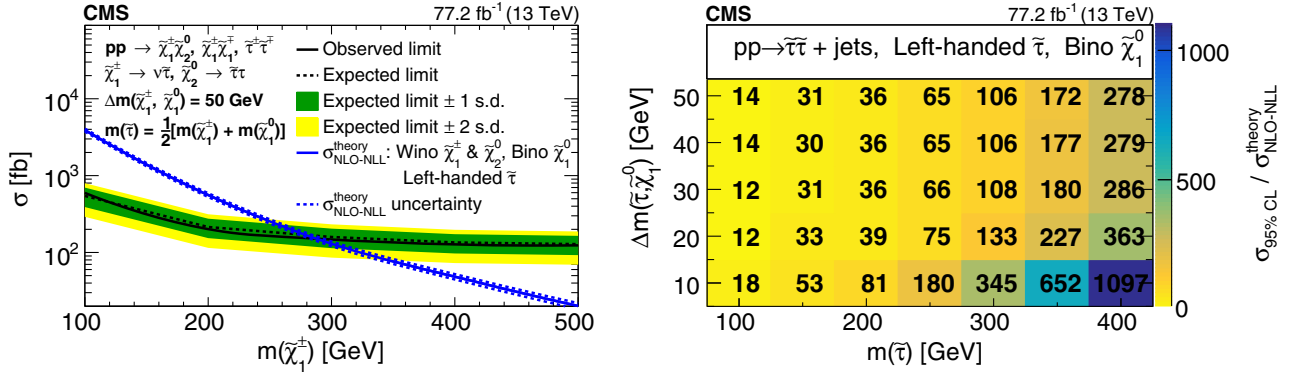 CMS 77.2 fb⁻¹ (13 TeV)
pp → χ̃₁±χ̃₂⁰, χ̃₁±χ̃₁∓, τ̃±τ̃∓
χ̃₁± → ντ̃, χ̃₂⁰ → τ̃τ
Δm(χ̃₁±, χ̃₁⁰) = 50 GeV
m(τ̃) = 1/2[m(χ̃₁±) + m(χ̃₁⁰)]
Observed limit
Expected limit
Expected limit ± 1 s.d.
Expected limit ± 2 s.d.
σ^theory_NLO-NLL: Wino χ̃₁± & χ̃₂⁰, Bino χ̃₁⁰
Left-handed τ̃
σ^theory_NLO-NLL uncertainty
σ [fb]
10⁴
10³
10²
100 200 300 400 500
m(χ̃₁±) [GeV]
CMS 77.2 fb⁻¹ (13 TeV)
pp→τ̃τ̃ + jets, Left-handed τ̃, Bino χ̃₁⁰
Δm(τ̃,χ̃₁⁰) [GeV]
50 14 31 36 65 106 172 278
40 14 30 36 65 106 177 279
30 12 31 36 66 108 180 286
20 12 33 39 75 133 227 363
10 18 53 81 180 345 652 1097
100 200 300 400
m(τ̃) [GeV]
1000
500
0
σ_95% CL / σ^theory_NLO-NLL